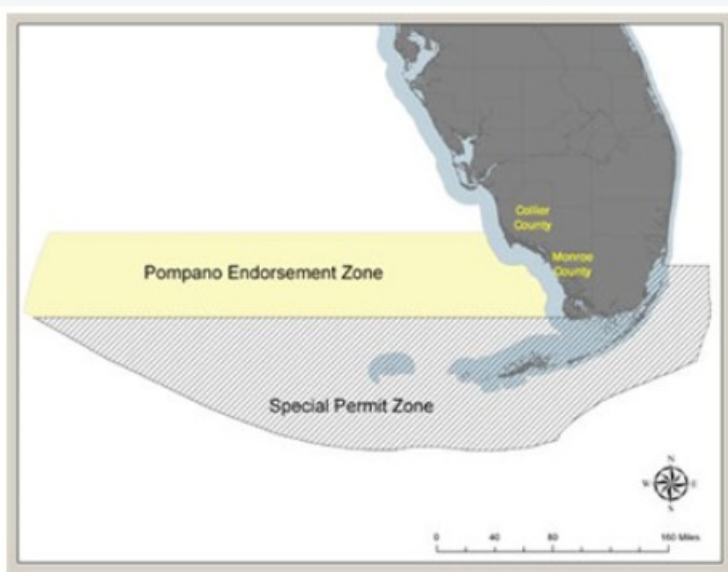 Collier
County
Monroe
County
Pompano Endorsement Zone
Special Permit Zone
N
W E
S
0 40 80 160 Miles